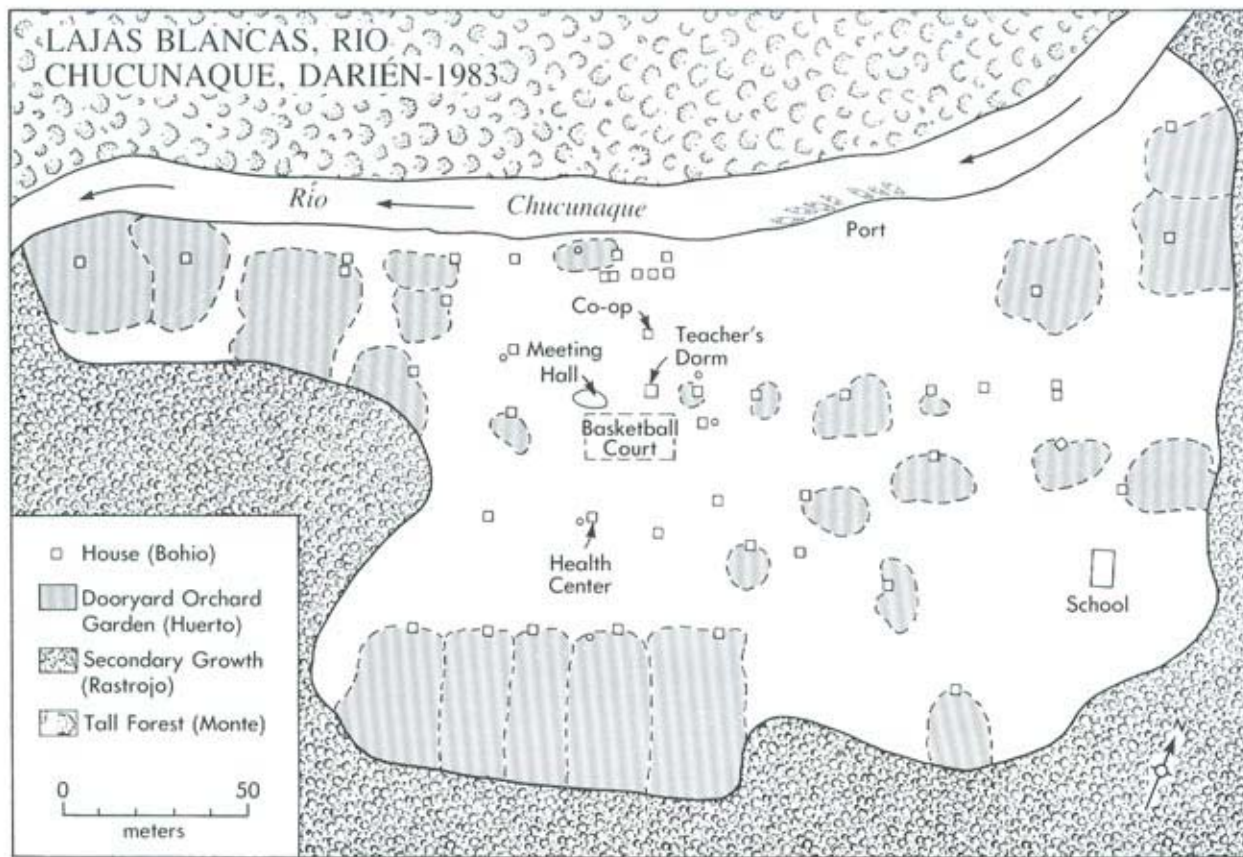 LAJAS BLANCAS, RIO
CHUCUNAQUE, DARIÉN-1983
Río
Chucunaque
Port
Co-op
Teacher's
Dorm
Meeting
Hall
Basketball
Court
Health
Center
School
House (Bohio)
Dooryard Orchard
Garden (Huerto)
Secondary Growth
(Rastrojo)
Tall Forest (Monte)
0 50
meters